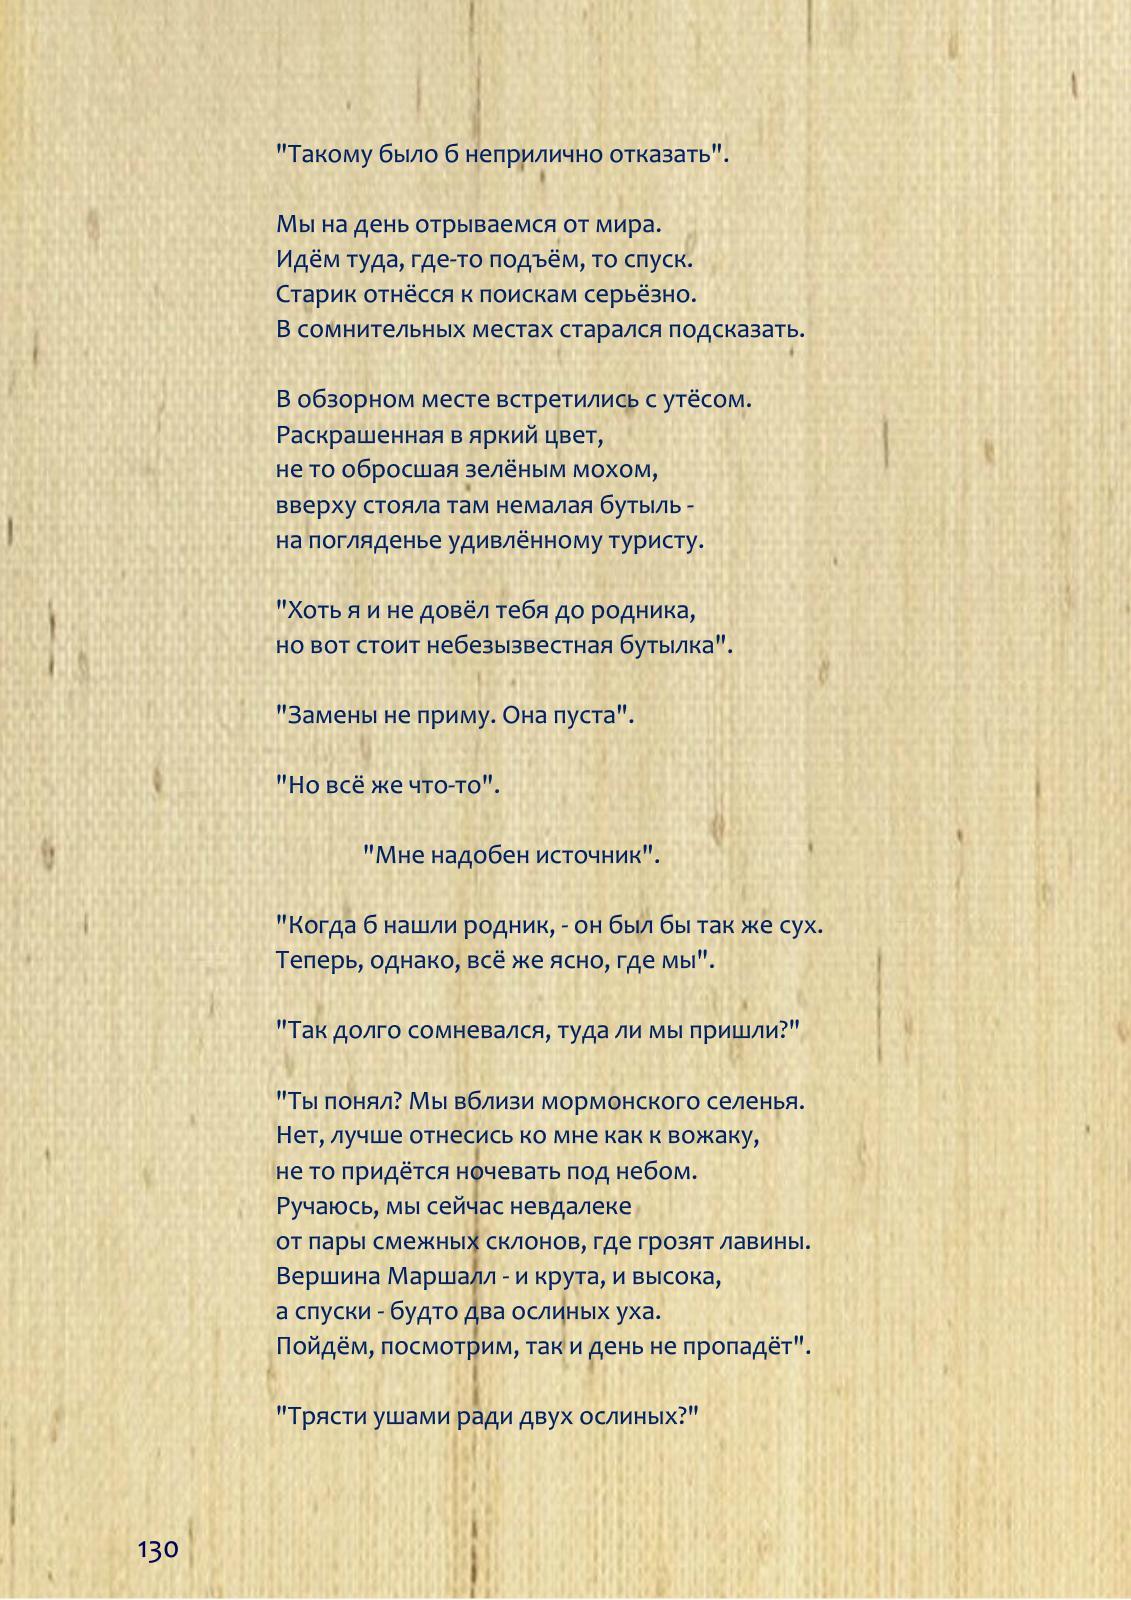 "Такому было б неприлично отказать".
Мы на день отрываемся от мира.
Идём туда, где-то подъём, то спуск.
Старик отнёсся к поискам серьёзно.
В сомнительных местах старался подсказать.
В обзорном месте встретились с утёсом.
Раскрашенная в яркий цвет,
не то обросшая зелёным мохом,
вверху стояла там немалая бутыль -
на погляденье удивлённому туристу.
"Хоть я и не довёл тебя до родника,
но вот стоит небезызвестная бутылка".
"Замены не приму. Она пуста".
"Но всё же что-то".
"Мне надобен источник".
"Когда б нашли родник, - он был бы так же сух.
Теперь, однако, всё же ясно, где мы".
"Так долго сомневался, туда ли мы пришли?"
"Ты понял? Мы вблизи мормонского селенья.
Нет, лучше отнесись ко мне как к вожаку,
не то придётся ночевать под небом.
Ручаюсь, мы сейчас невдалеке
от пары смежных склонов, где грозят лавины.
Вершина Маршалл - и крута, и высока,
а спуски - будто два ослиных уха.
Пойдём, посмотрим, так и день не пропадёт".
"Трясти ушами ради двух ослиных?"
130